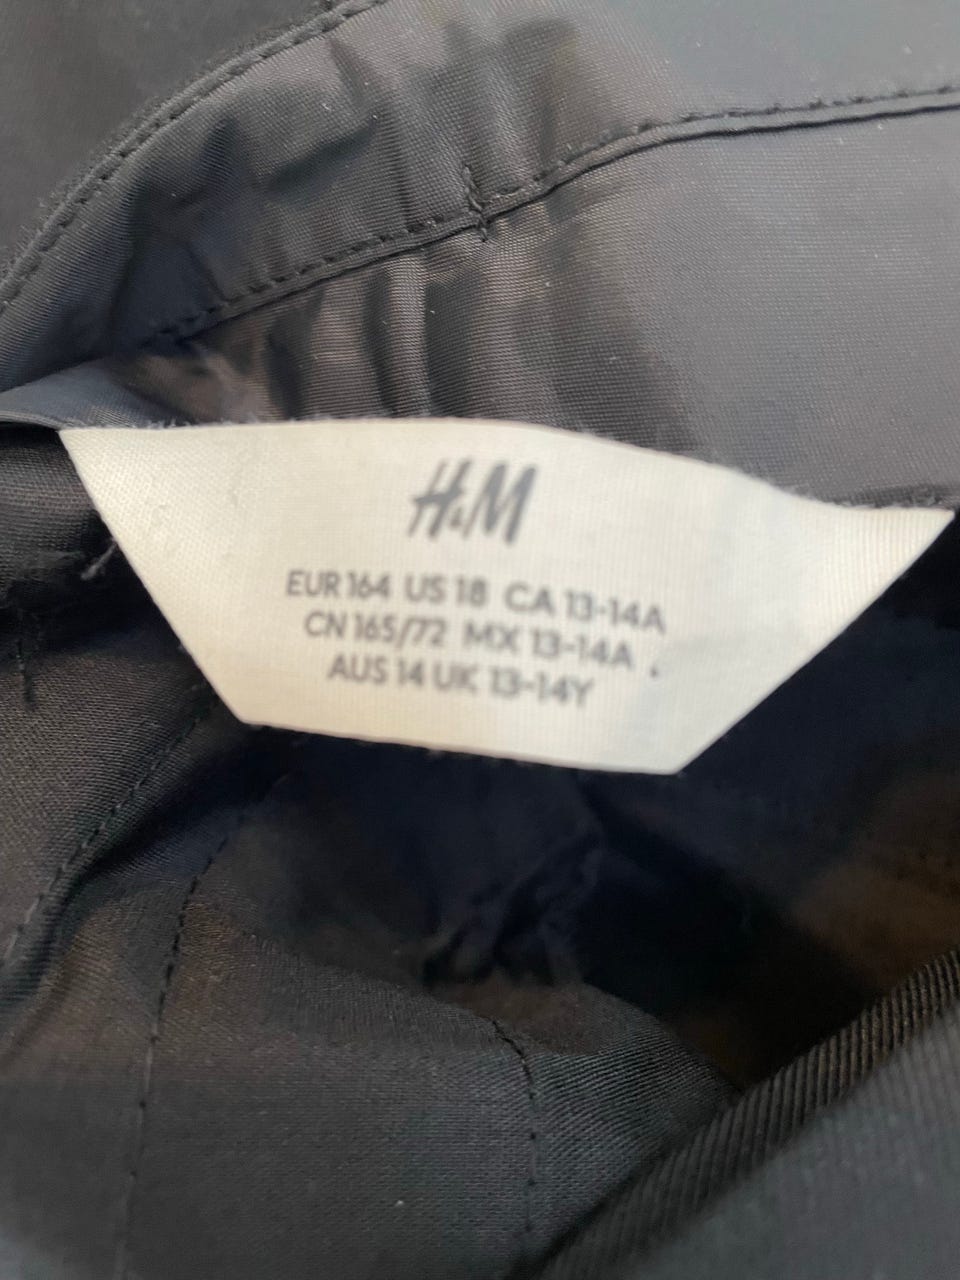 H&M
EUR 164 US 18 CA 13-14A
CN 165/72 MX 13-14A
AUS 14 UK 13-14Y